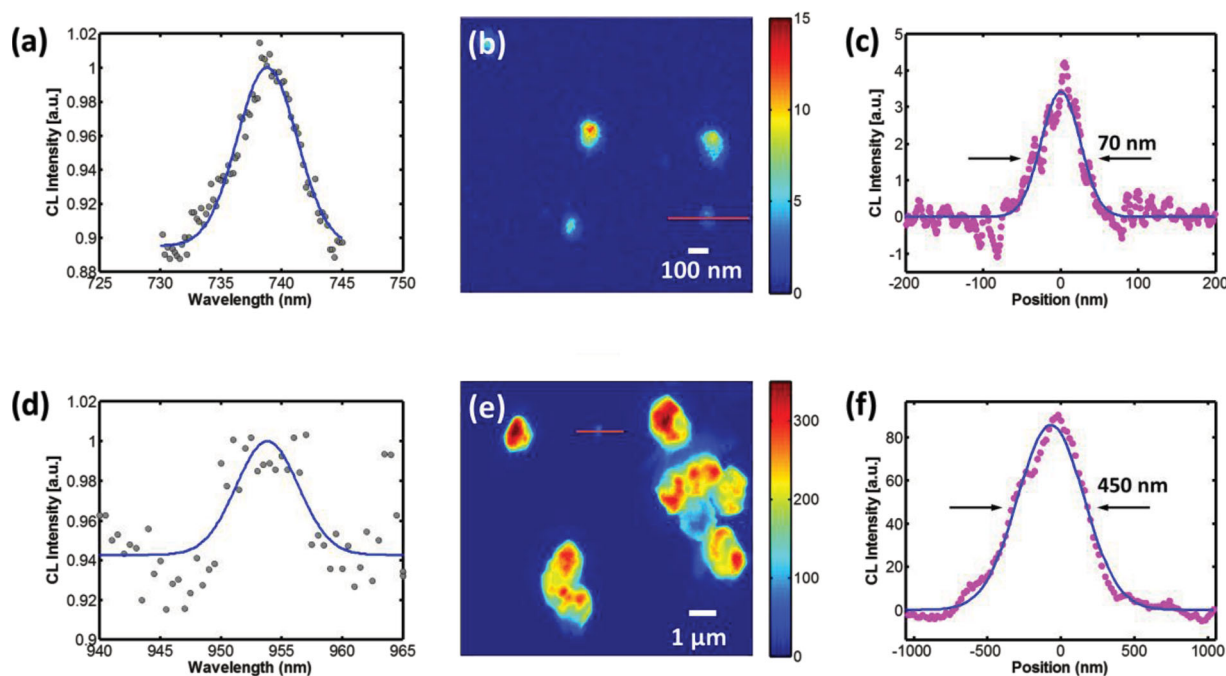 (a)
1.02
1
0.98
0.96
0.94
0.92
0.9
0.88
CL Intensity [a.u.]
725 730 735 740 745 750
Wavelength (nm)
(b)
100 nm
15
10
5
0
(c)
5
4
3
2
1
0
-1
CL Intensity [a.u.]
70 nm
-200 -100 0 100 200
Position (nm)
(d)
1.02
1
0.98
0.96
0.94
0.92
0.9
CL Intensity [a.u.]
940 945 950 955 960 965
Wavelength (nm)
(e)
1 μm
300
200
100
0
(f)
80
60
40
20
0
CL Intensity [a.u.]
450 nm
-1000 -500 0 500 1000
Position (nm)